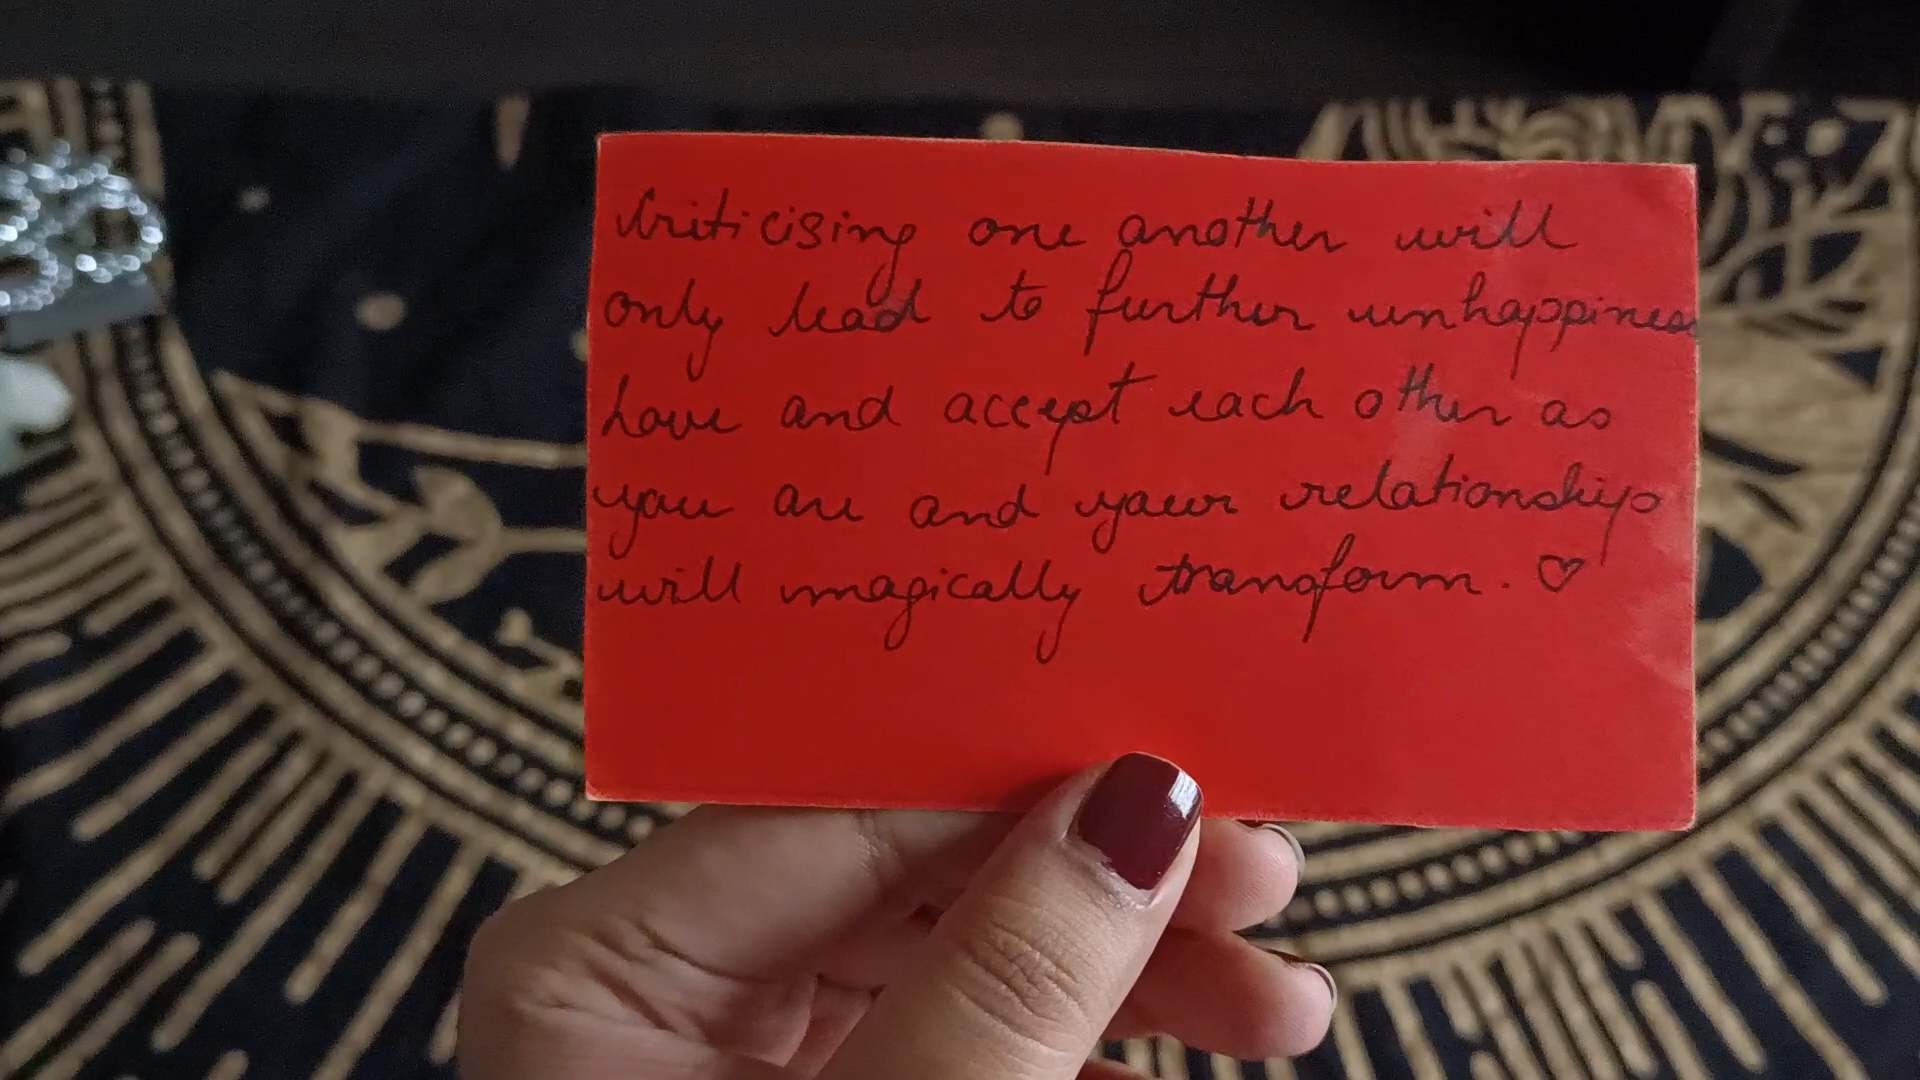 Criticising one another will
only lead to further unhappiness
Love and accept each other as
you are and your relationship
will magically transform. ♡